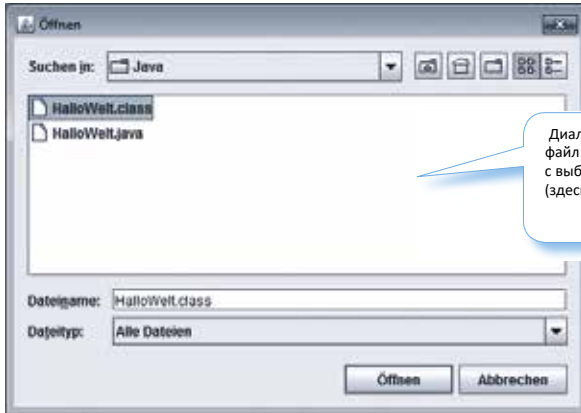 Öffnen
Suchen in: Java
HalloWelt.class
HalloWelt.java
Диал
файл
с выб
(здес
Dateiname: HalloWelt.class
Dateityp: Alle Dateien
Öffnen Abbrechen